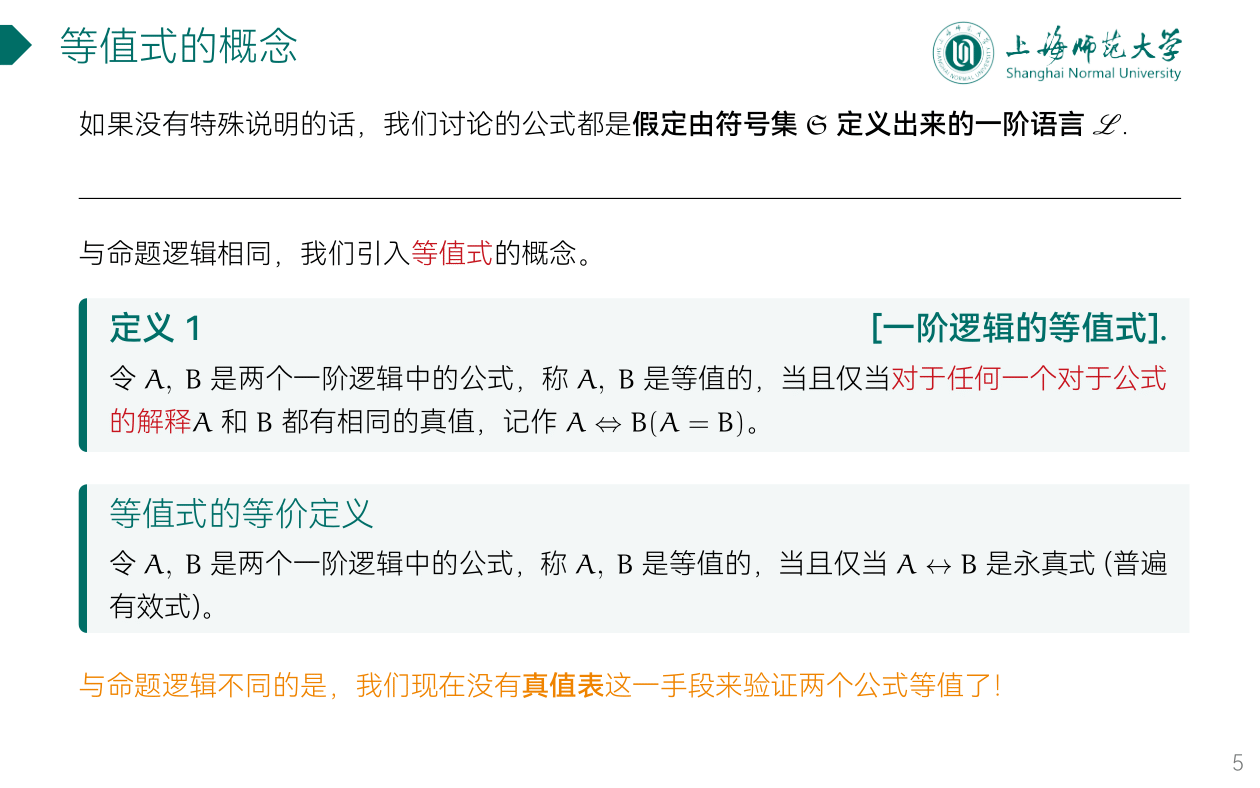 等值式的概念
上海师范大学
Shanghai Normal University
如果没有特殊说明的话，我们讨论的公式都是假定由符号集 𝔖 定义出来的一阶语言 ℒ.
与命题逻辑相同，我们引入等值式的概念。
定义 1 [一阶逻辑的等值式].
令 A, B 是两个一阶逻辑中的公式，称 A, B 是等值的，当且仅当对于任何一个对于公式
的解释A 和 B 都有相同的真值，记作 A ⇔ B(A = B)。
等值式的等价定义
令 A, B 是两个一阶逻辑中的公式，称 A, B 是等值的，当且仅当 A ↔ B 是永真式 (普遍
有效式)。
与命题逻辑不同的是，我们现在没有真值表这一手段来验证两个公式等值了!
5